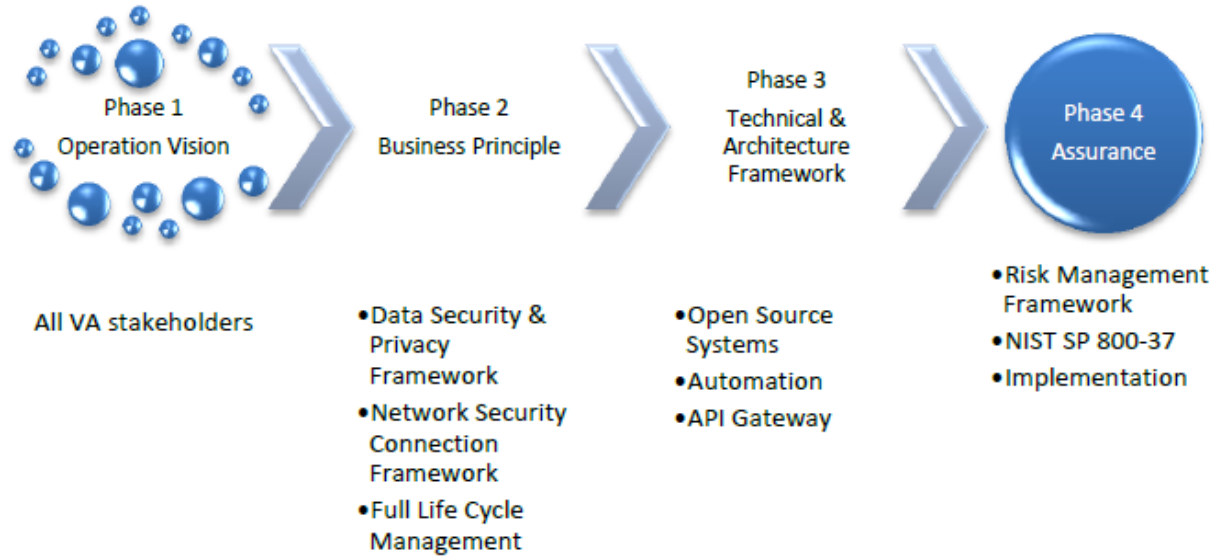 Phase 1
Operation Vision
Phase 2
Business Principle
Phase 3
Technical &
Architecture
Framework
Phase 4
Assurance
All VA stakeholders
•Data Security &
Privacy
Framework
•Network Security
Connection
Framework
•Full Life Cycle
Management
•Open Source
Systems
•Automation
•API Gateway
•Risk Management
Framework
•NIST SP 800-37
•Implementation